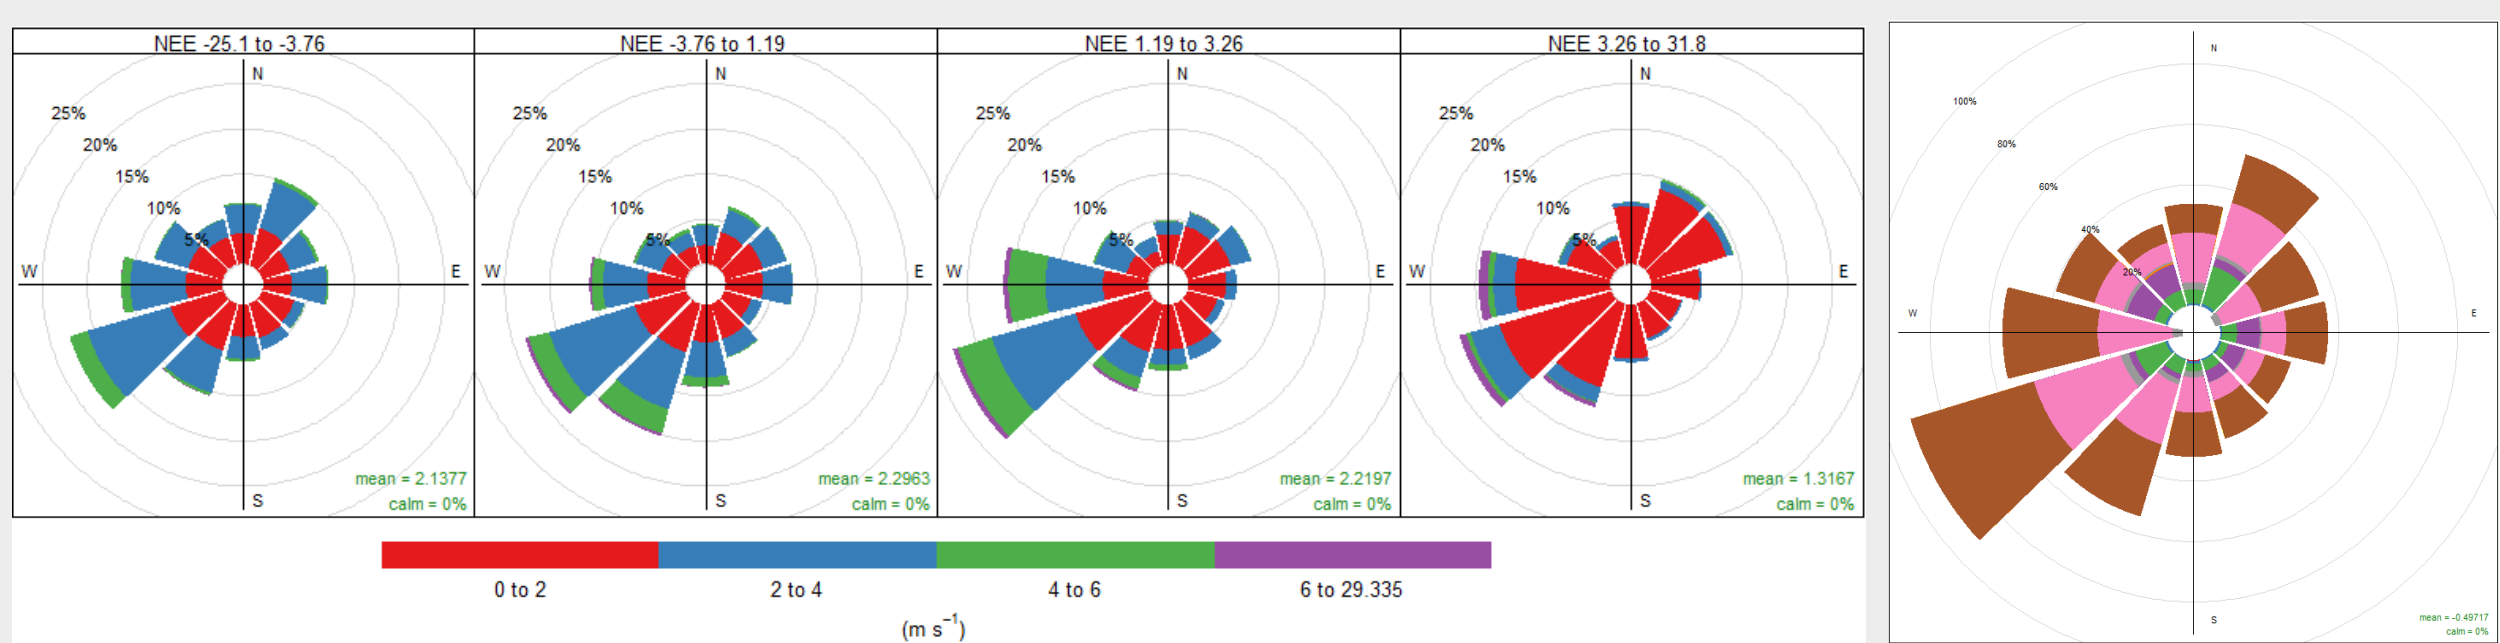 NEE -25.1 to -3.76
N
25%
20%
15%
10%
5%
W
E
S
mean = 2.1377
calm = 0%
NEE -3.76 to 1.19
N
25%
20%
15%
10%
5%
W
E
S
mean = 2.2963
calm = 0%
NEE 1.19 to 3.26
N
25%
20%
15%
10%
5%
W
E
S
mean = 2.2197
calm = 0%
NEE 3.26 to 31.8
N
25%
20%
15%
10%
5%
W
E
S
mean = 1.3167
calm = 0%
0 to 2
2 to 4
4 to 6
6 to 29.335
(m s⁻¹)
N
100%
80%
60%
40%
20%
W
E
S
mean = -0.49717
calm = 0%